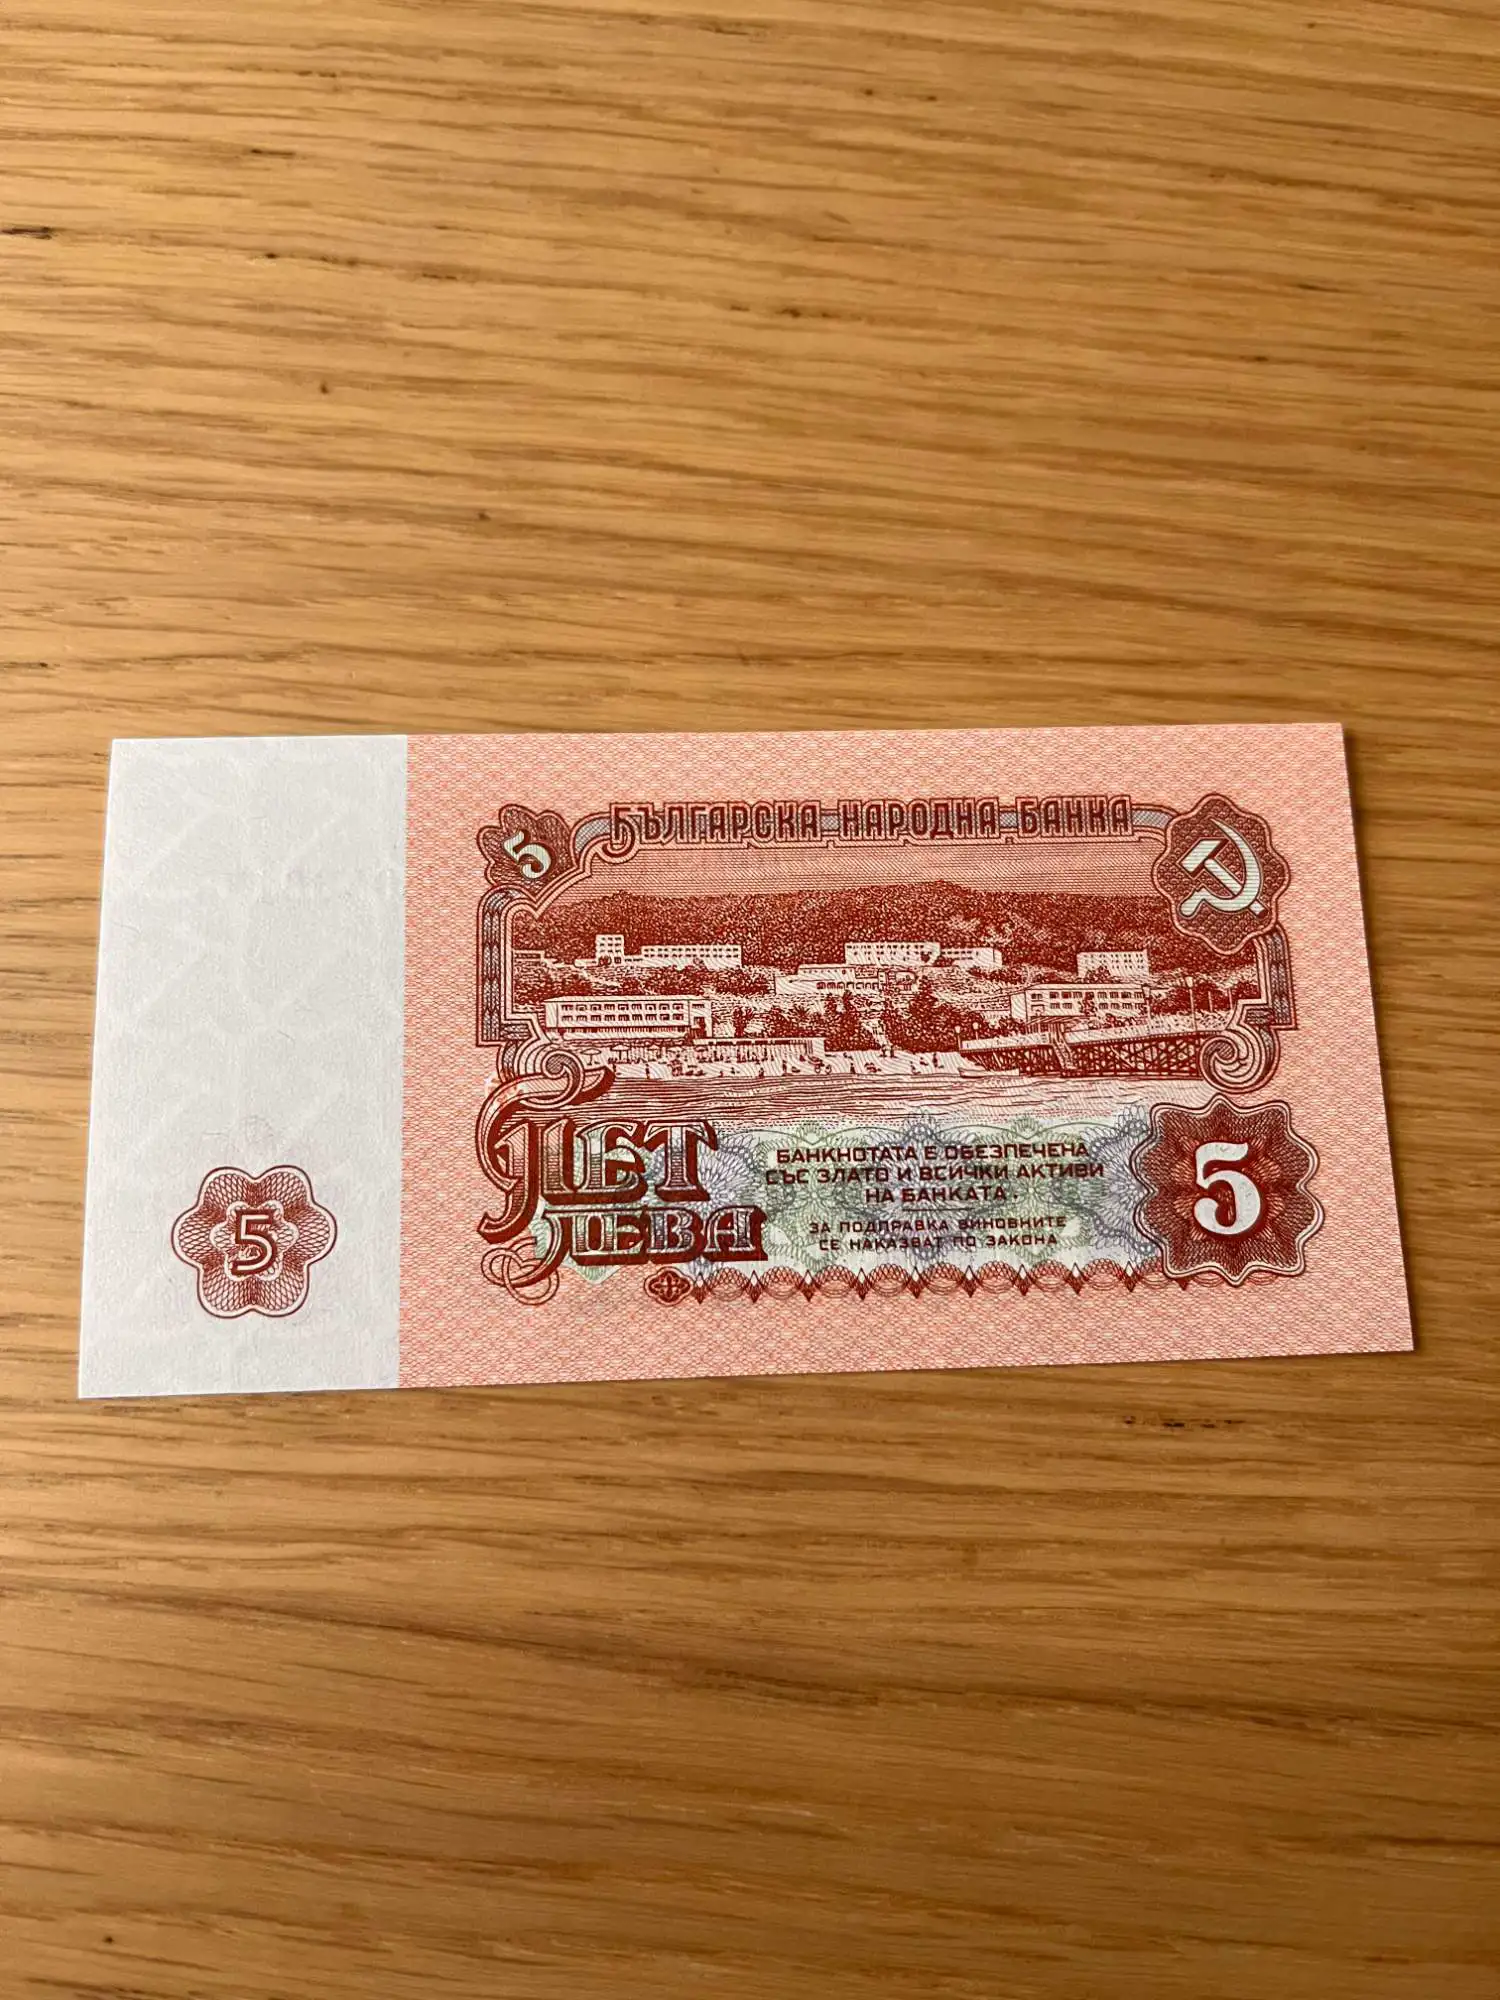 5
БЪЛГАРСКА НАРОДНА БАНКА
ПЕТ
ЛЕВА
БАНКНОТАТА Е ОБЕЗПЕЧЕНА
СЪС ЗЛАТО И ВСИЧКИ АКТИВИ
НА БАНКАТА.
ЗА ПОДПРАВКА ВИНОВНИТЕ
СЕ НАКАЗВАТ ПО ЗАКОНА
5
5